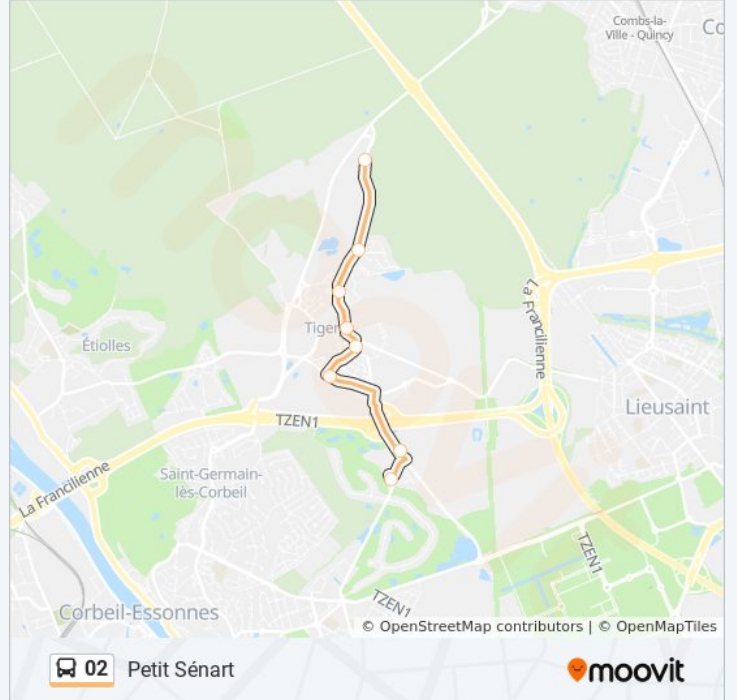 Combs-la-
Ville - Quincy
Co
La Francilienne
Tiger
Étiolles
Lieusaint
TZEN1
La Francilienne
Saint-Germain-
lès-Corbeil
TZEN1
Corbeil-Essonnes
TZEN1
© OpenStreetMap contributors | © OpenMapTiles
02 Petit Sénart
moovit